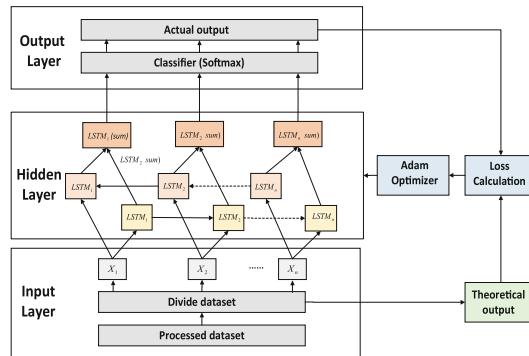 Output
Layer
Actual output
Classifier (Softmax)
LSTM1(sum)
LSTM2 sum)
LSTMn sum)
LSTM2 sum)
Hidden
Layer
LSTM1
LSTM2
LSTMn
LSTM1
LSTM2
LSTMn
Adam
Optimizer
Loss
Calculation
X1
X2
......
Xn
Input
Layer
Divide dataset
Processed dataset
Theoretical
output